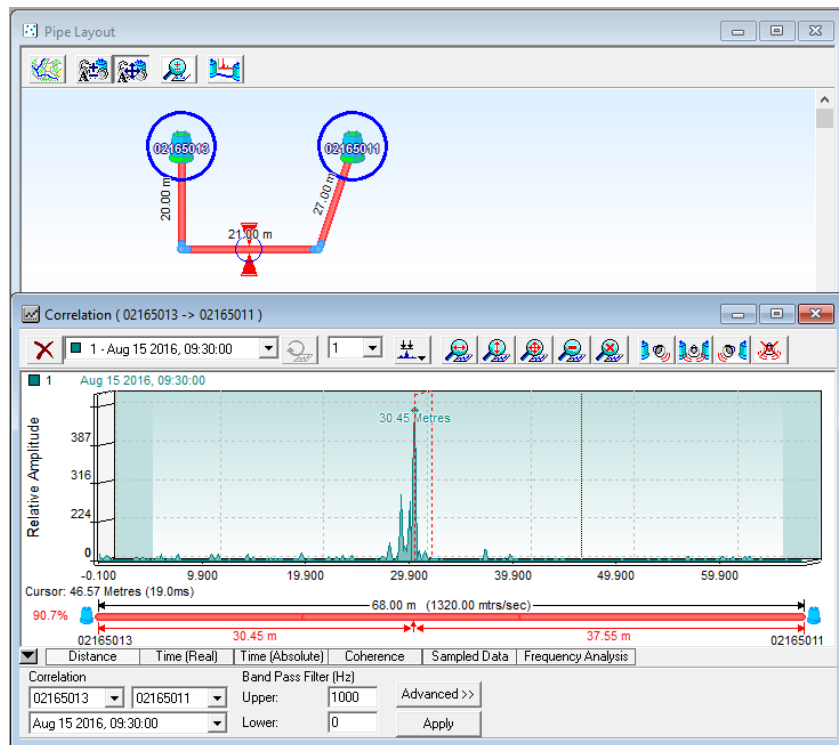 Pipe Layout
02165013
02165011
20.00 m
27.00 m
21.00 m
Correlation ( 02165013 -> 02165011 )
1 - Aug 15 2016, 09:30:00
1
1 Aug 15 2016, 09:30:00
30.45 Metres
Relative Amplitude
387
316
224
0
-0.100 9.900 19.900 29.900 39.900 49.900 59.900
Cursor: 46.57 Metres (19.0ms)
68.00 m (1320.00 mtrs/sec)
90.7%
02165013 30.45 m 37.55 m 02165011
Distance Time (Real) Time (Absolute) Coherence Sampled Data Frequency Analysis
Correlation Band Pass Filter (Hz)
02165013 02165011 Upper: 1000 Advanced >>
Aug 15 2016, 09:30:00 Lower: 0 Apply